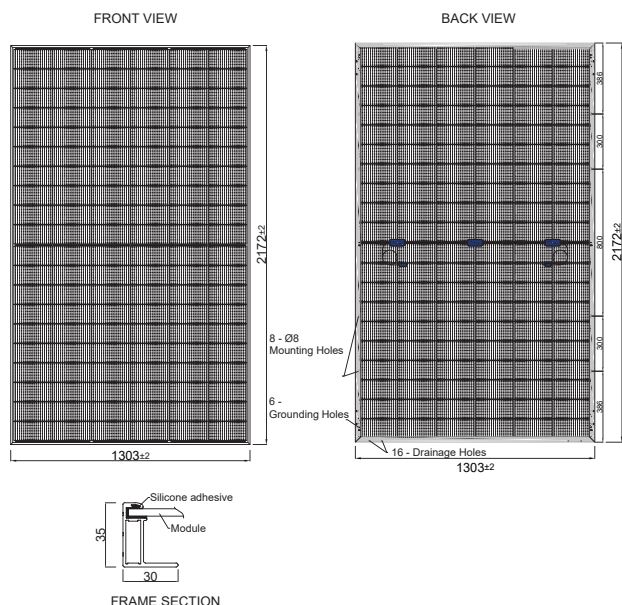 FRONT VIEW
BACK VIEW
2172±2
1303±2
386
300
800
300
386
2172±2
8 - Ø8
Mounting Holes
6 -
Grounding Holes
16 - Drainage Holes
1303±2
Silicone adhesive
Module
35
30
FRAME SECTION